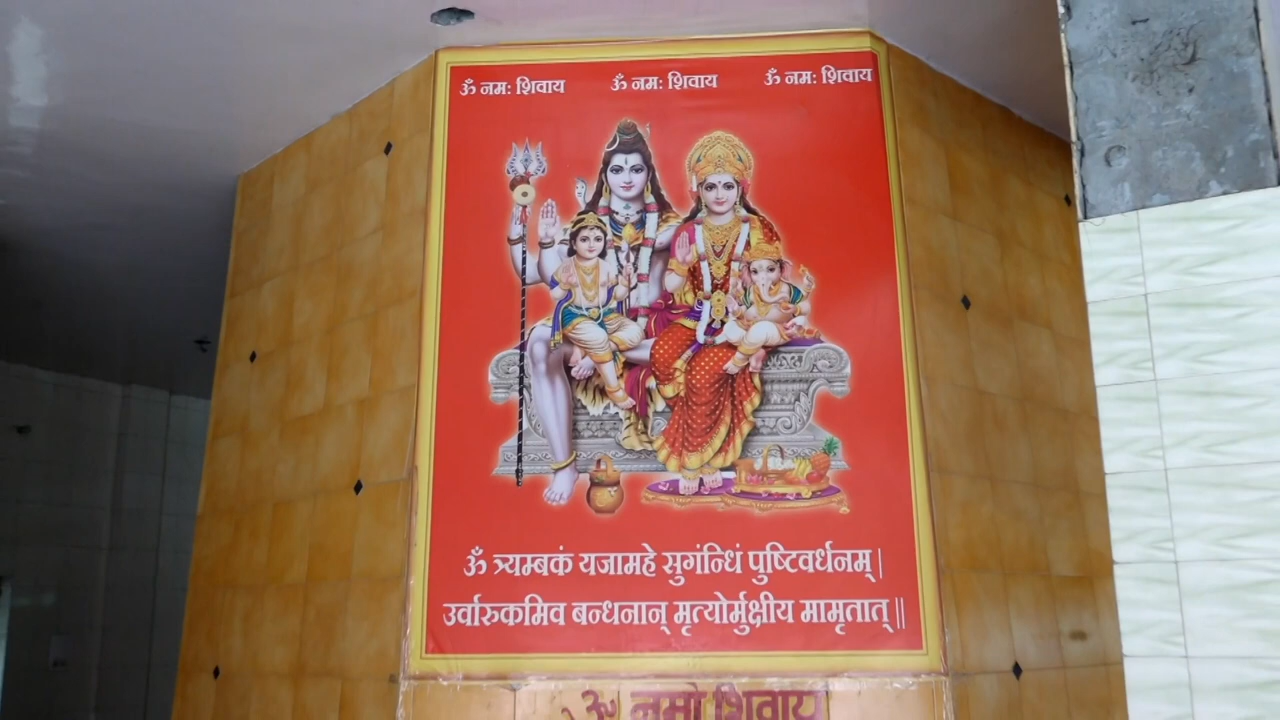 ॐ नमः शिवाय ॐ नमः शिवाय ॐ नमः शिवाय
ॐ त्र्यम्बकं यजामहे सुगंन्धिं पुष्टिवर्धनम् |
उर्वारुकमिव बन्धनान् मृत्योर्मुक्षीय मामृतात् ||
ॐ नमो शिवाय